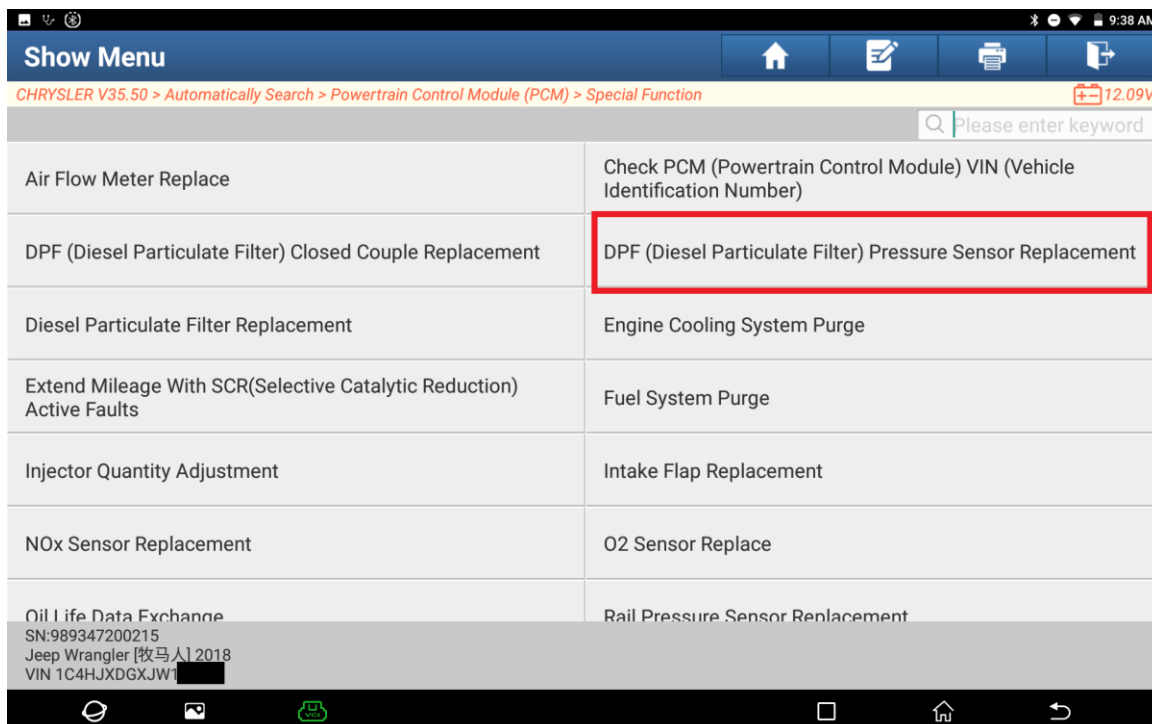 9:38 AM
Show Menu
CHRYSLER V35.50 > Automatically Search > Powertrain Control Module (PCM) > Special Function
12.09V
Please enter keyword
Air Flow Meter Replace
Check PCM (Powertrain Control Module) VIN (Vehicle
Identification Number)
DPF (Diesel Particulate Filter) Closed Couple Replacement
DPF (Diesel Particulate Filter) Pressure Sensor Replacement
Diesel Particulate Filter Replacement
Engine Cooling System Purge
Extend Mileage With SCR(Selective Catalytic Reduction)
Active Faults
Fuel System Purge
Injector Quantity Adjustment
Intake Flap Replacement
NOx Sensor Replacement
O2 Sensor Replace
Oil Life Data Exchange
Rail Pressure Sensor Replacement
SN:989347200215
Jeep Wrangler [牧马人] 2018
VIN 1C4HJXDGXJW1
VCI